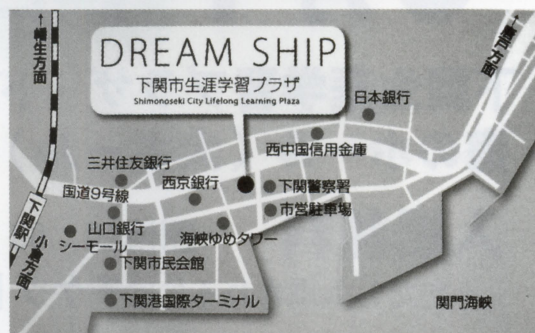 ↑幡生方面
DREAM SHIP
下関市生涯学習プラザ
Shimonoseki City Lifelong Learning Plaza
↑長戸方面
日本銀行
西中国信用金庫
三井住友銀行
国道9号線
西京銀行
下関警察署
市営駐車場
下関駅
山口銀行
シーモール
海峡ゆめタワー
小倉方面↓
下関市民会館
下関港国際ターミナル
関門海峡